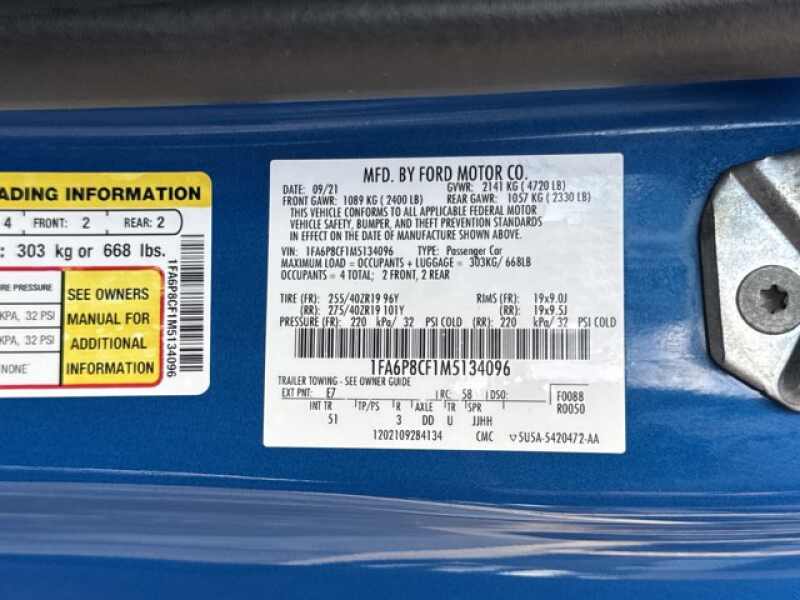 ADING INFORMATION
4 FRONT: 2 REAR: 2
: 303 kg or 668 lbs.
RE PRESSURE
KPA, 32 PSI
KPA, 32 PSI
NONE
SEE OWNERS
MANUAL FOR
ADDITIONAL
INFORMATION
1FA6P8CF1M5134096
MFD. BY FORD MOTOR CO.
DATE: 09/21 GVWR: 2141 KG ( 4720 LB)
FRONT GAWR: 1089 KG ( 2400 LB) REAR GAWR: 1057 KG ( 2330 LB)
THIS VEHICLE CONFORMS TO ALL APPLICABLE FEDERAL MOTOR
VEHICLE SAFETY, BUMPER, AND THEFT PREVENTION STANDARDS
IN EFFECT ON THE DATE OF MANUFACTURE SHOWN ABOVE.
VIN: 1FA6P8CF1M5134096 TYPE: Passenger Car
MAXIMUM LOAD = OCCUPANTS + LUGGAGE = 303KG/ 668LB
OCCUPANTS = 4 TOTAL; 2 FRONT, 2 REAR
TIRE (FR): 255/40ZR19 96Y RIMS (FR): 19x9.0J
(RR): 275/40ZR19 101Y (RR): 19x9.5J
PRESSURE (FR): 220 kPa/ 32 PSI COLD (RR): 220 kPa/ 32 PSI COLD
1FA6P8CF1M5134096
TRAILER TOWING - SEE OWNER GUIDE
EXT PNT: E7 RC: 58 DSO: F0088
INT TR TP/PS R AXLE TR SPR R0050
51 3 DD U JJHH
1202109284134 CMC 5U5A-5420472-AA